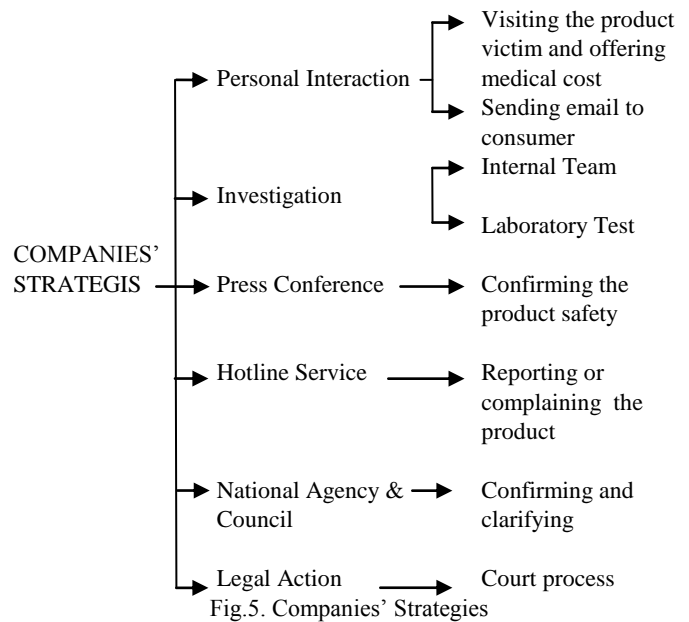 Visiting the product
victim and offering
Personal Interaction
medical cost
Sending email to
consumer
Internal Team
Investigation
Laboratory Test
COMPANIES’
STRATEGIS
Press Conference
Confirming the
product safety
Hotline Service
Reporting or
complaining the
product
National Agency &
Council
Confirming and
clarifying
Legal Action
Court process
Fig.5. Companies’ Strategies